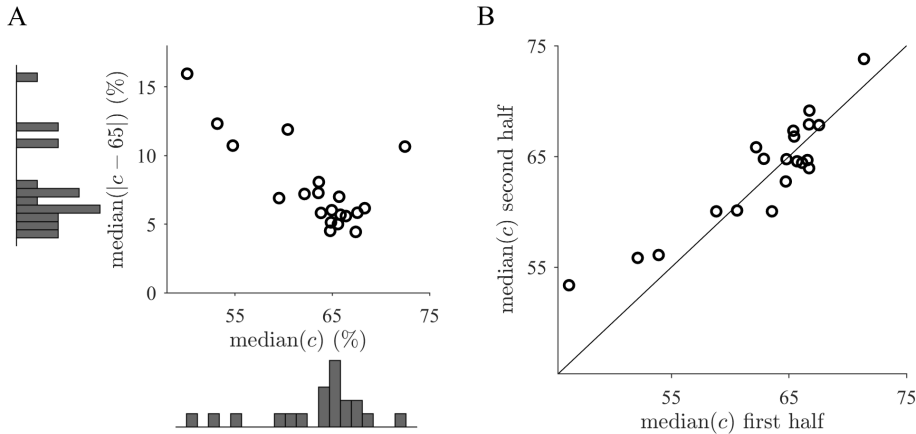 A
median(|c − 65|) (%)
15
10
5
0
55
65
75
median(c) (%)
B
median(c) second half
75
65
55
55
65
75
median(c) first half